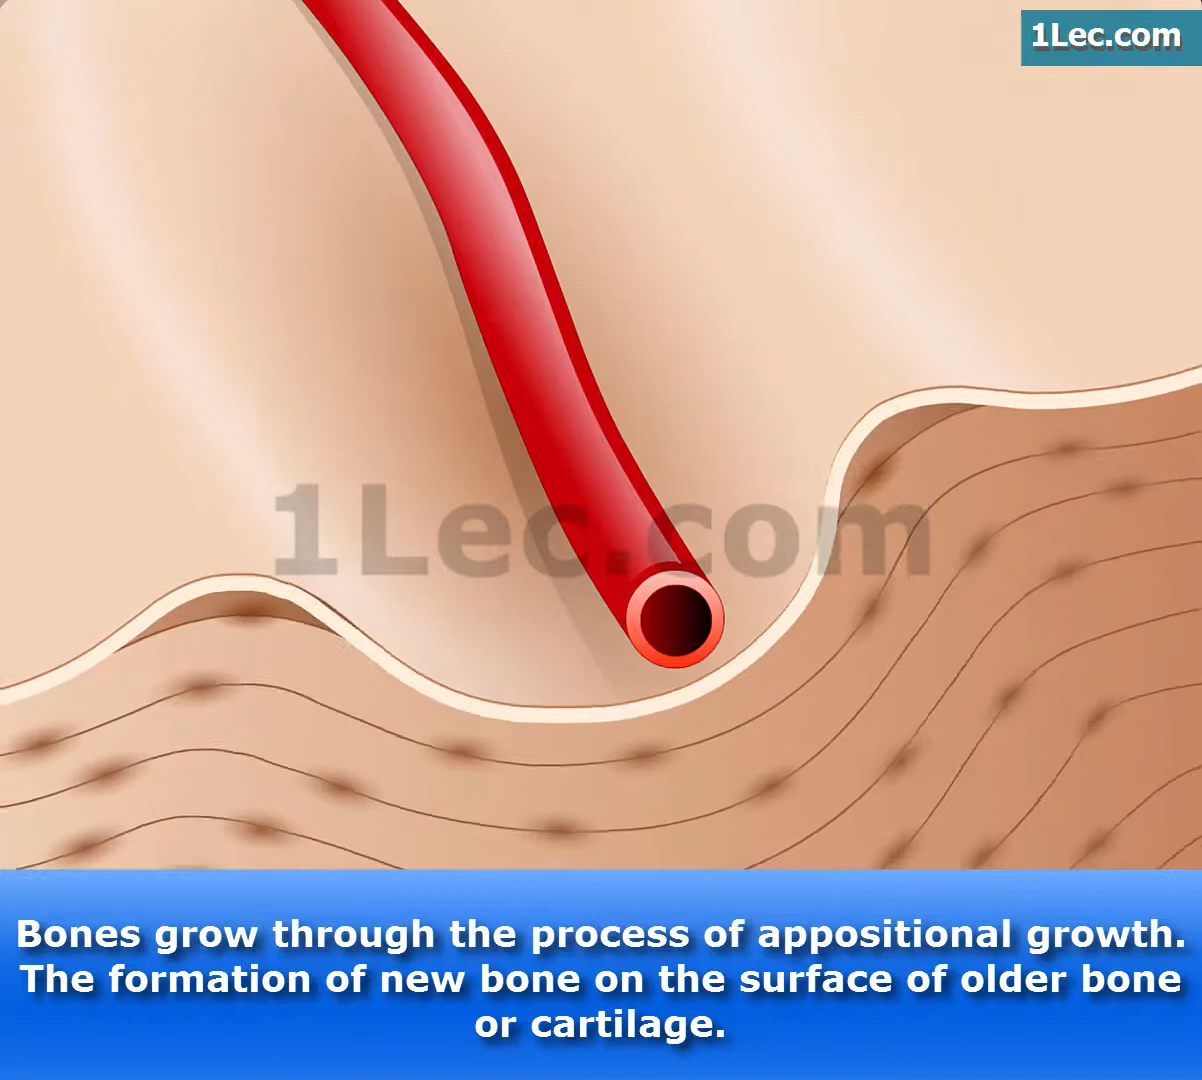 1Lec.com
1Lec.com
Bones grow through the process of appositional growth.
The formation of new bone on the surface of older bone
or cartilage.